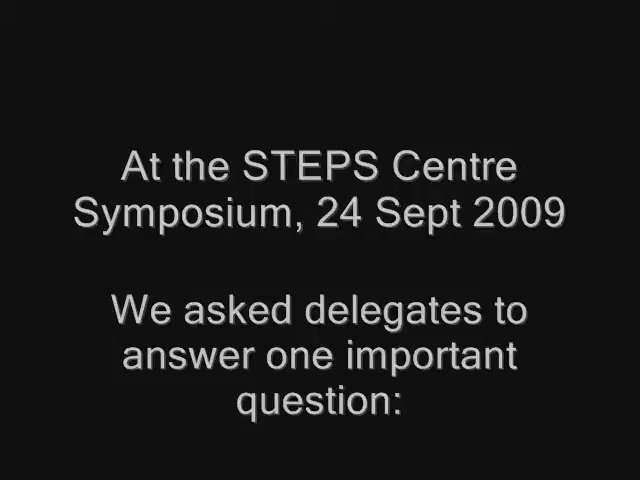 At the STEPS Centre
Symposium, 24 Sept 2009
We asked delegates to
answer one important
question: